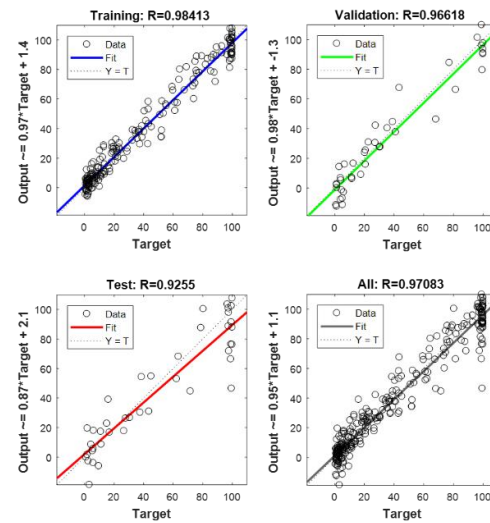 Training: R=0.98413
Output ~= 0.97*Target + 1.4
Data
Fit
Y = T
100
80
60
40
20
0
0 20 40 60 80 100
Target
Validation: R=0.96618
Output ~= 0.98*Target + -1.3
Data
Fit
Y = T
100
80
60
40
20
0
0 20 40 60 80 100
Target
Test: R=0.9255
Output ~= 0.87*Target + 2.1
Data
Fit
Y = T
100
80
60
40
20
0
0 20 40 60 80 100
Target
All: R=0.97083
Output ~= 0.95*Target + 1.1
Data
Fit
Y = T
100
80
60
40
20
0
0 20 40 60 80 100
Target